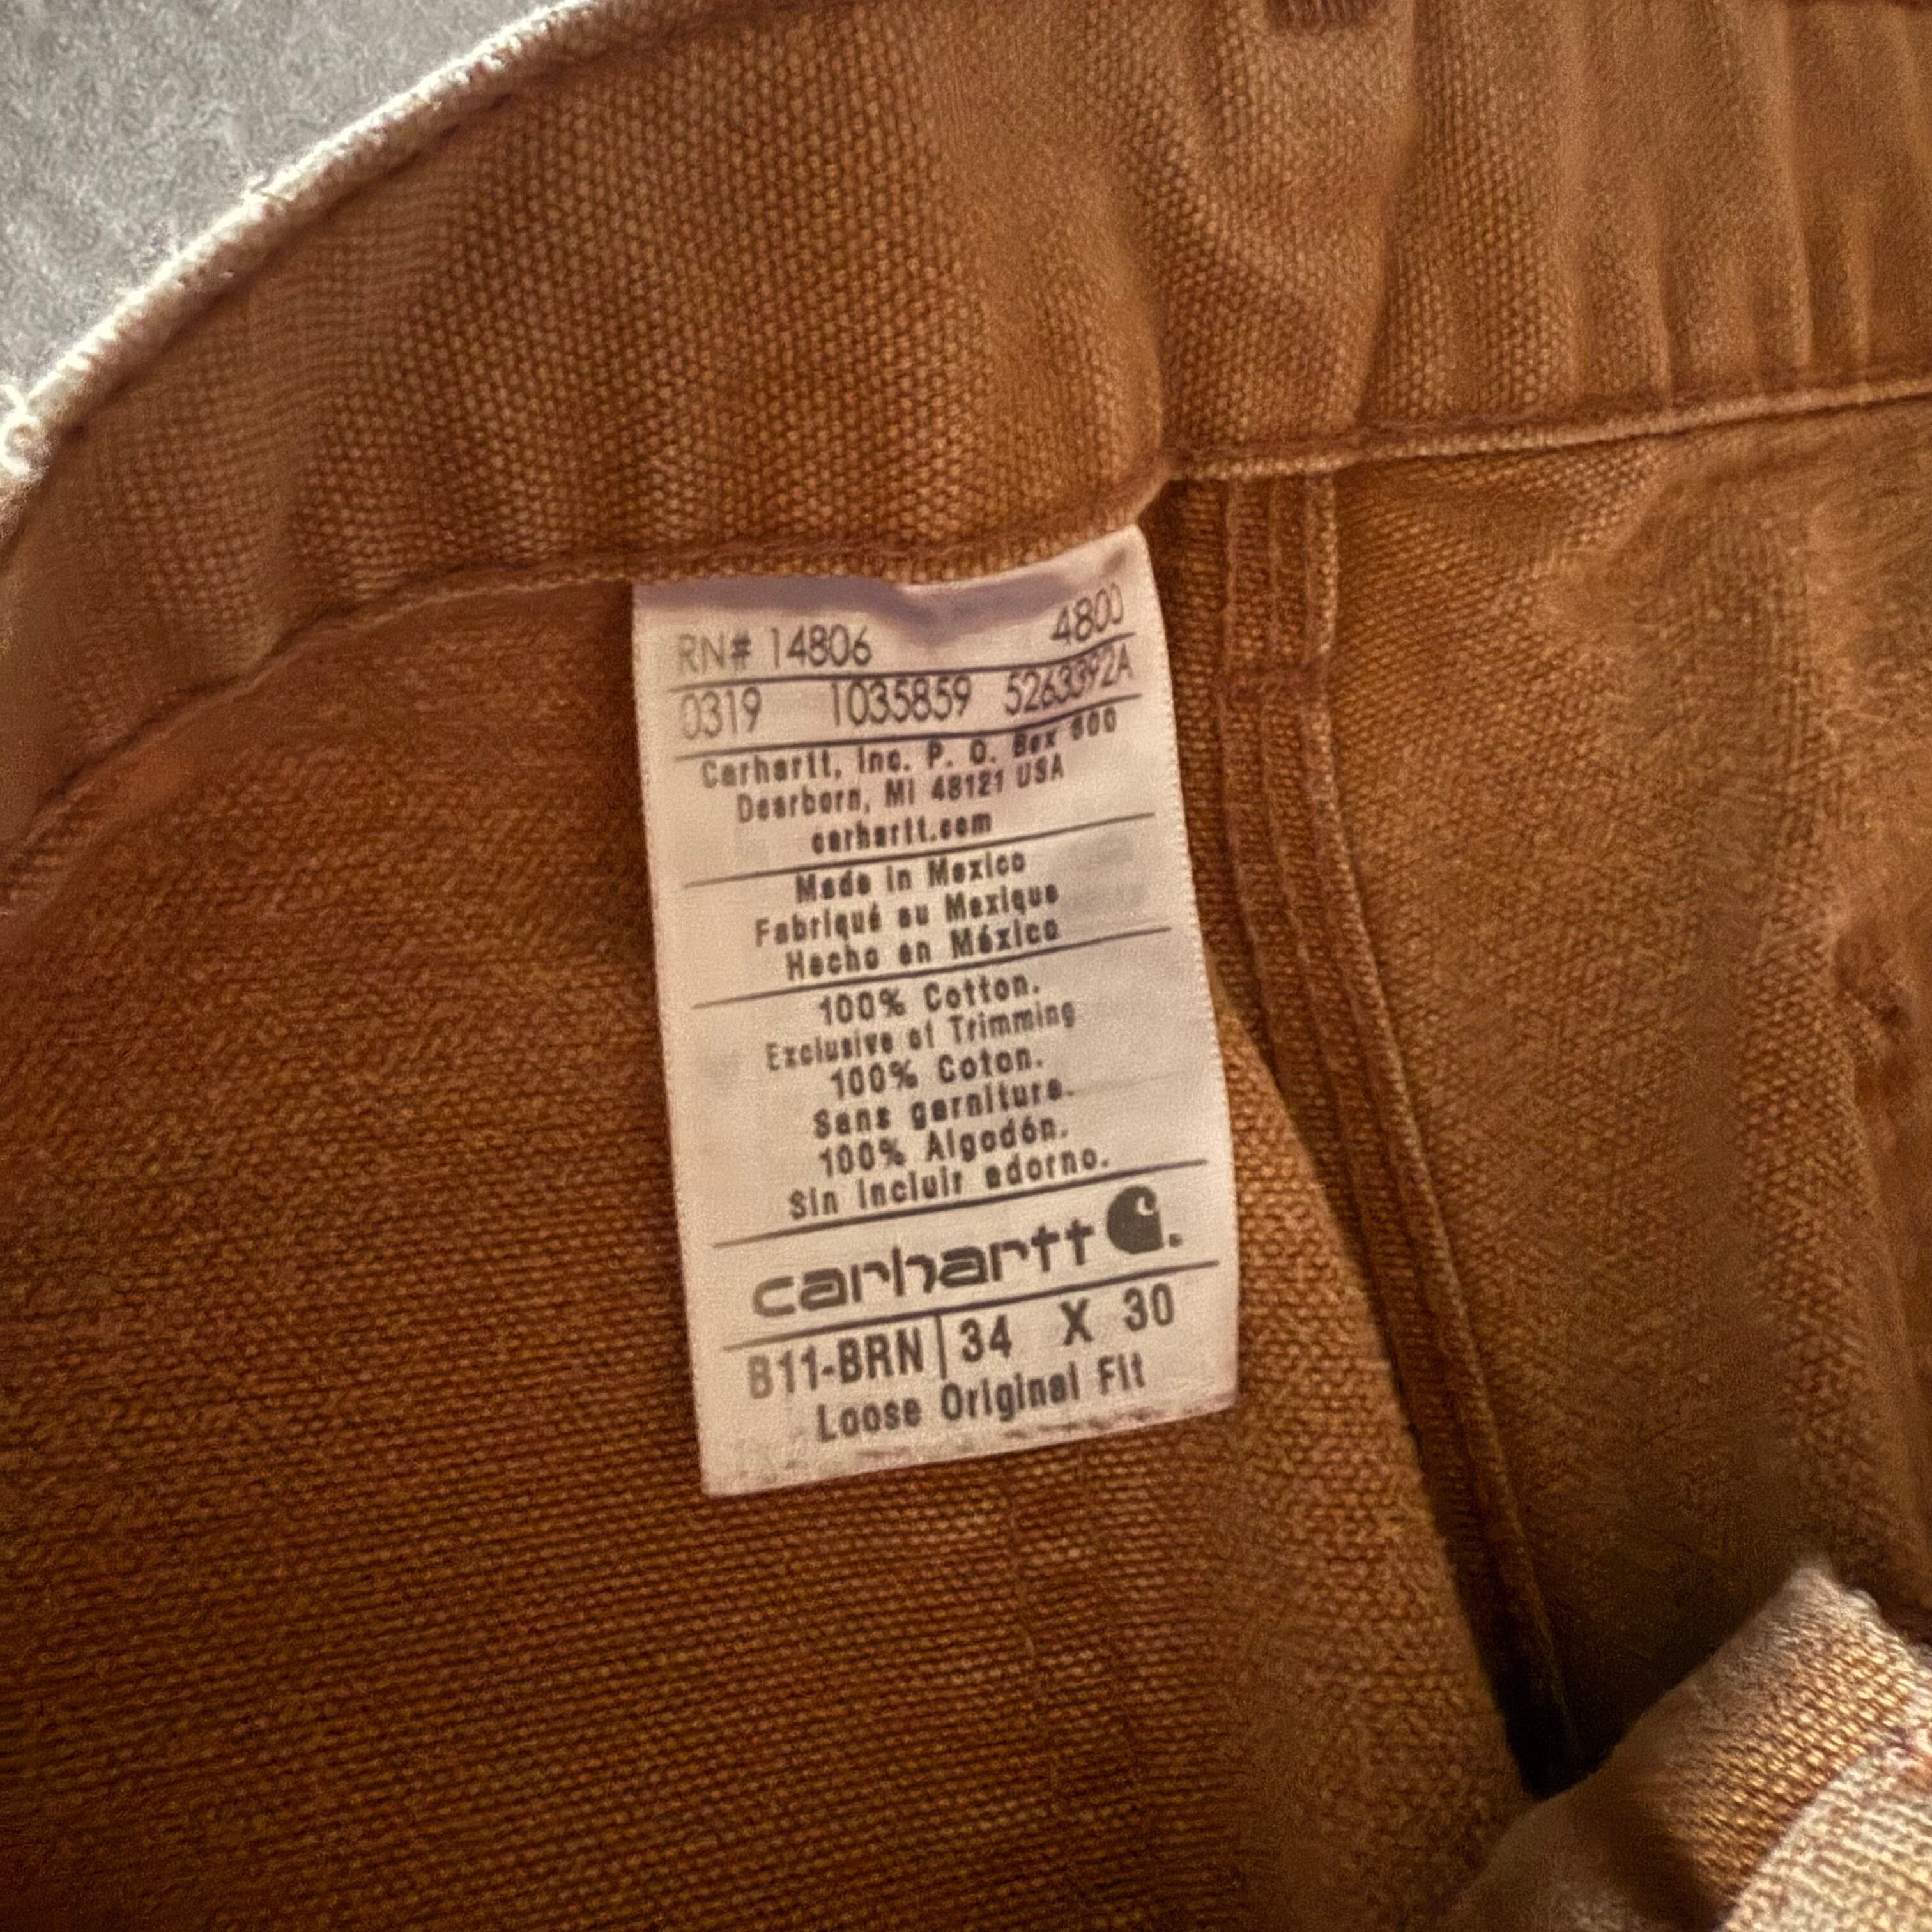 RN# 14806 4800
0319 1035859 5263392A
Carhartt, Inc. P. O. Box 600
Dearborn, MI 48121 USA
carhartt.com
Made in Mexico
Fabriqué au Mexique
Hecho en México
100% Cotton.
Exclusive of Trimming
100% Coton.
Sans garniture.
100% Algodón.
Sin incluir adorno.
carhartt
B11-BRN | 34 X 30
Loose Original Fit